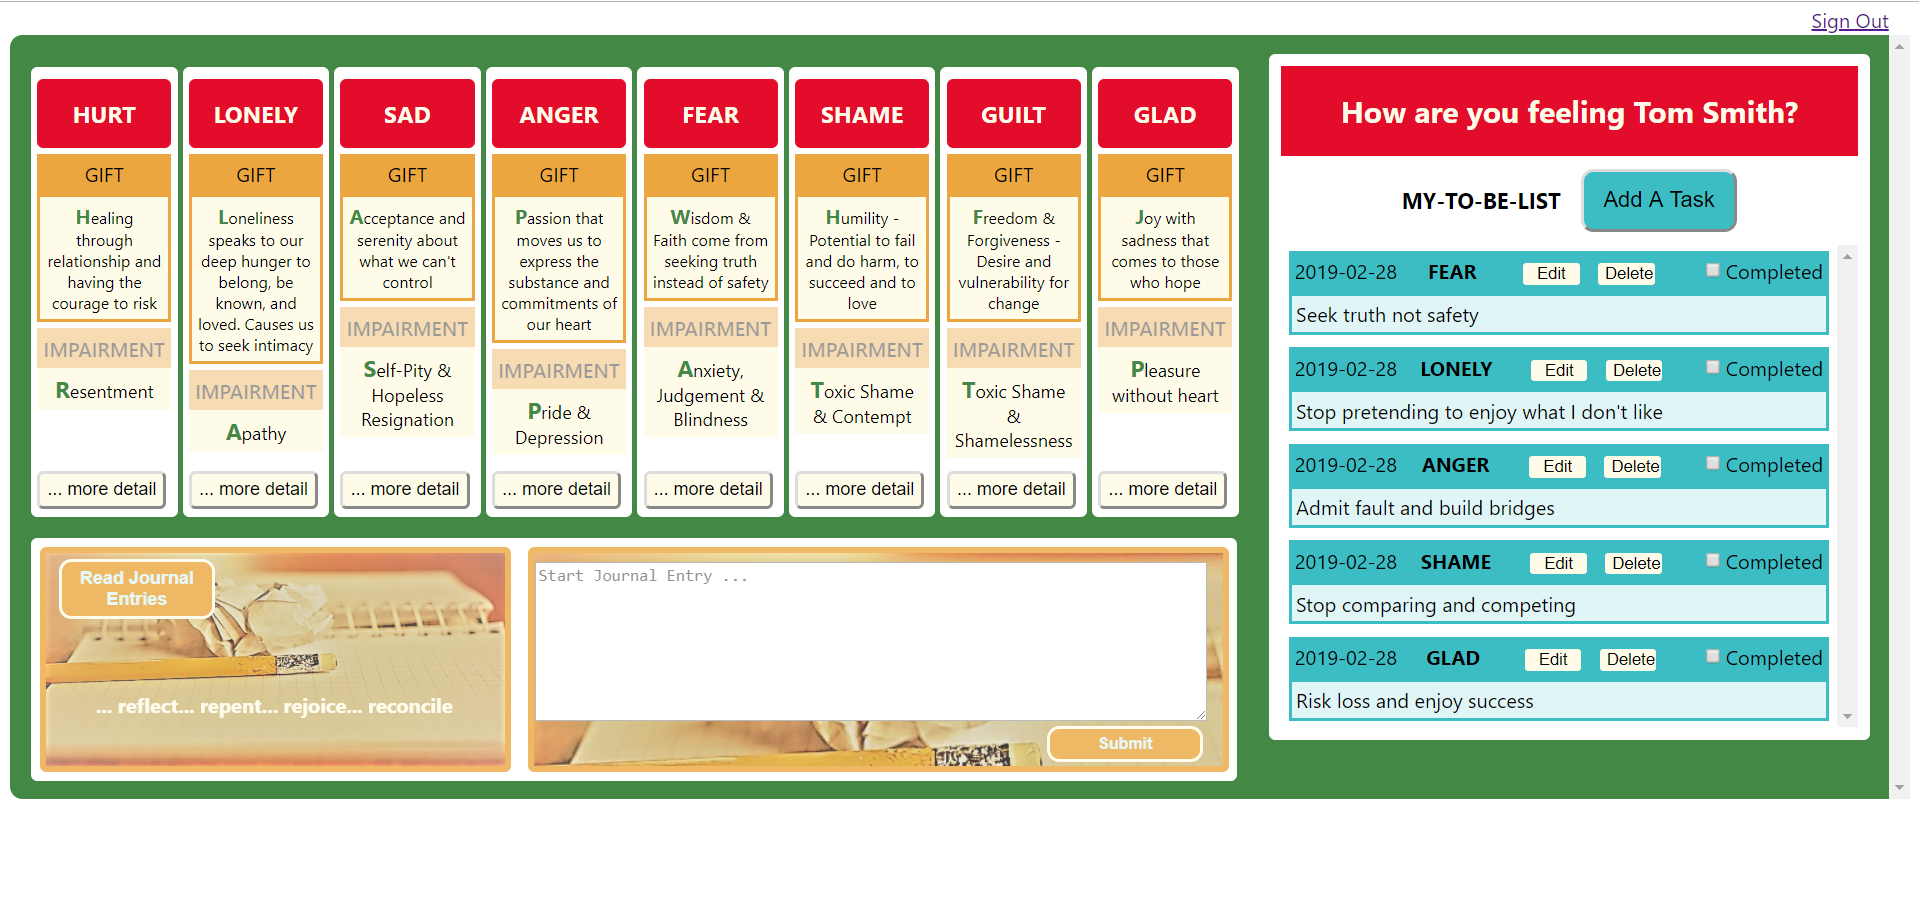 Sign Out
HURT
GIFT
Healing
through
relationship and
having the
courage to risk
IMPAIRMENT
Resentment
... more detail
LONELY
GIFT
Loneliness
speaks to our
deep hunger to
belong, be
known, and
loved. Causes us
to seek intimacy
IMPAIRMENT
Apathy
... more detail
SAD
GIFT
Acceptance and
serenity about
what we can't
control
IMPAIRMENT
Self-Pity &
Hopeless
Resignation
... more detail
ANGER
GIFT
Passion that
moves us to
express the
substance and
commitments of
our heart
IMPAIRMENT
Pride &
Depression
... more detail
FEAR
GIFT
Wisdom &
Faith come from
seeking truth
instead of safety
IMPAIRMENT
Anxiety,
Judgement &
Blindness
... more detail
SHAME
GIFT
Humility -
Potential to fail
and do harm, to
succeed and to
love
IMPAIRMENT
Toxic Shame
& Contempt
... more detail
GUILT
GIFT
Freedom &
Forgiveness -
Desire and
vulnerability for
change
IMPAIRMENT
Toxic Shame
&
Shamelessness
... more detail
GLAD
GIFT
Joy with
sadness that
comes to those
who hope
IMPAIRMENT
Pleasure
without heart
... more detail
Read Journal
Entries
... reflect... repent... rejoice... reconcile
Start Journal Entry ...
Submit
How are you feeling Tom Smith?
MY-TO-BE-LIST Add A Task
2019-02-28 FEAR Edit Delete Completed
Seek truth not safety
2019-02-28 LONELY Edit Delete Completed
Stop pretending to enjoy what I don't like
2019-02-28 ANGER Edit Delete Completed
Admit fault and build bridges
2019-02-28 SHAME Edit Delete Completed
Stop comparing and competing
2019-02-28 GLAD Edit Delete Completed
Risk loss and enjoy success